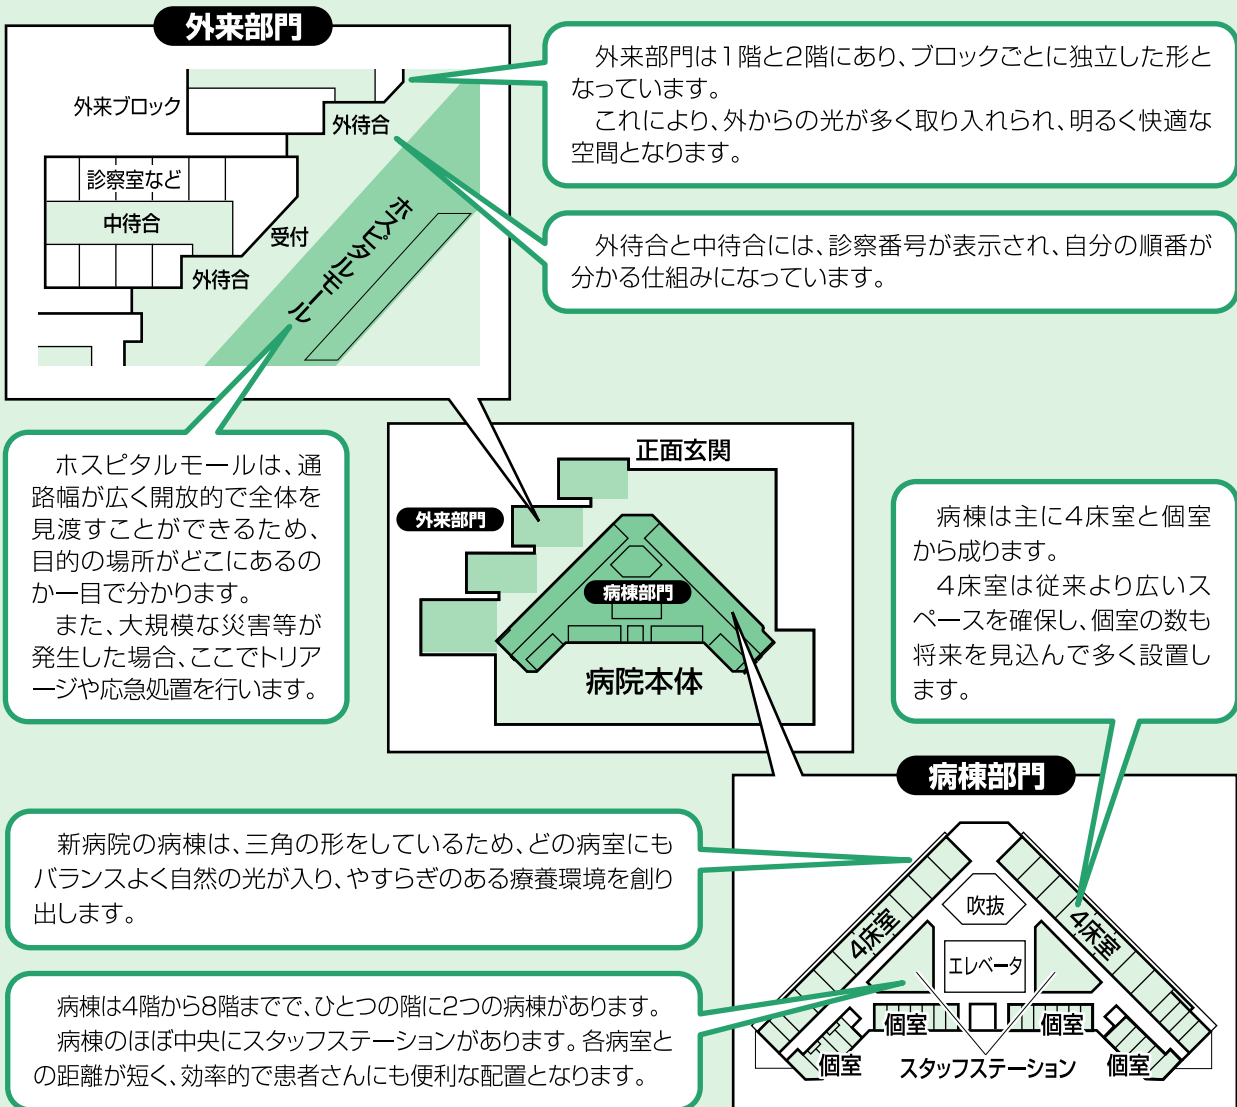 外来部門
外来ブロック
外待合
診察室など
中待合
受付
外待合
ホスピタルモール
　外来部門は1階と2階にあり、ブロックごとに独立した形と
なっています。
　これにより、外からの光が多く取り入れられ、明るく快適な
空間となります。
　外待合と中待合には、診察番号が表示され、自分の順番が
分かる仕組みになっています。
　ホスピタルモールは、通
路幅が広く開放的で全体を
見渡すことができるため、
目的の場所がどこにあるの
か一目で分かります。
　また、大規模な災害等が
発生した場合、ここでトリア
ージや応急処置を行います。
正面玄関
外来部門
病棟部門
病院本体
　病棟は主に4床室と個室
から成ります。
　4床室は従来より広いス
ペースを確保し、個室の数も
将来を見込んで多く設置し
ます。
　新病院の病棟は、三角の形をしているため、どの病室にも
バランスよく自然の光が入り、やすらぎのある療養環境を創り
出します。
　病棟は4階から8階までで、ひとつの階に2つの病棟があります。
　病棟のほぼ中央にスタッフステーションがあります。各病室と
の距離が短く、効率的で患者さんにも便利な配置となります。
病棟部門
吹抜
4床室
4床室
エレベータ
個室
個室
個室
スタッフステーション
個室